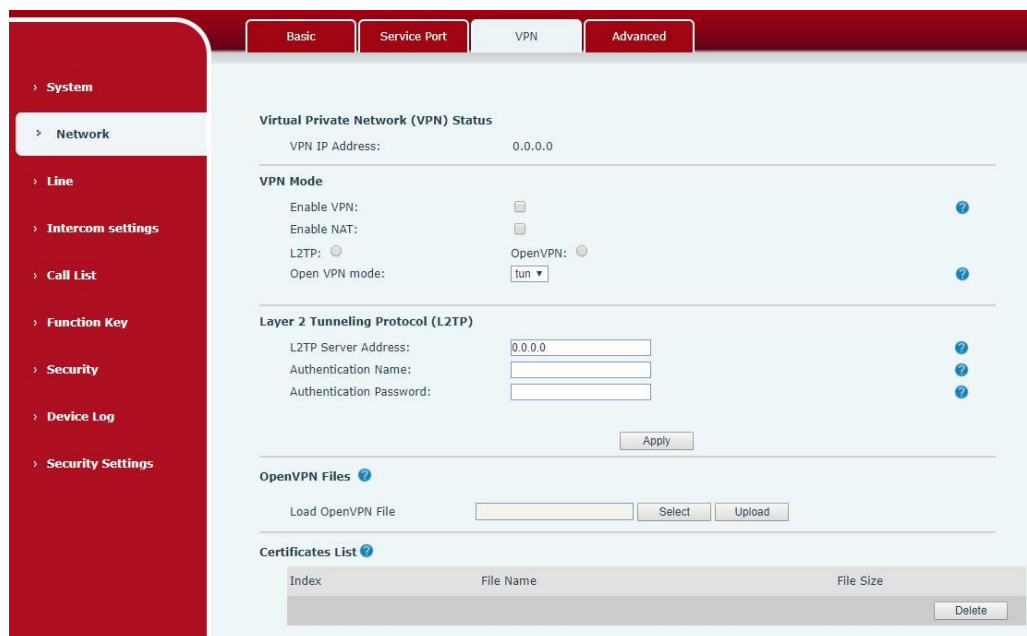 Basic Service Port VPN Advanced
› System
› Network
› Line
› Intercom settings
› Call List
› Function Key
› Security
› Device Log
› Security Settings
Virtual Private Network (VPN) Status
VPN IP Address: 0.0.0.0
VPN Mode
Enable VPN: ?
Enable NAT:
L2TP: OpenVPN:
Open VPN mode: tun ▼ ?
Layer 2 Tunneling Protocol (L2TP)
L2TP Server Address: 0.0.0.0 ?
Authentication Name: ?
Authentication Password: ?
Apply
OpenVPN Files ?
Load OpenVPN File Select Upload
Certificates List ?
Index File Name File Size
Delete